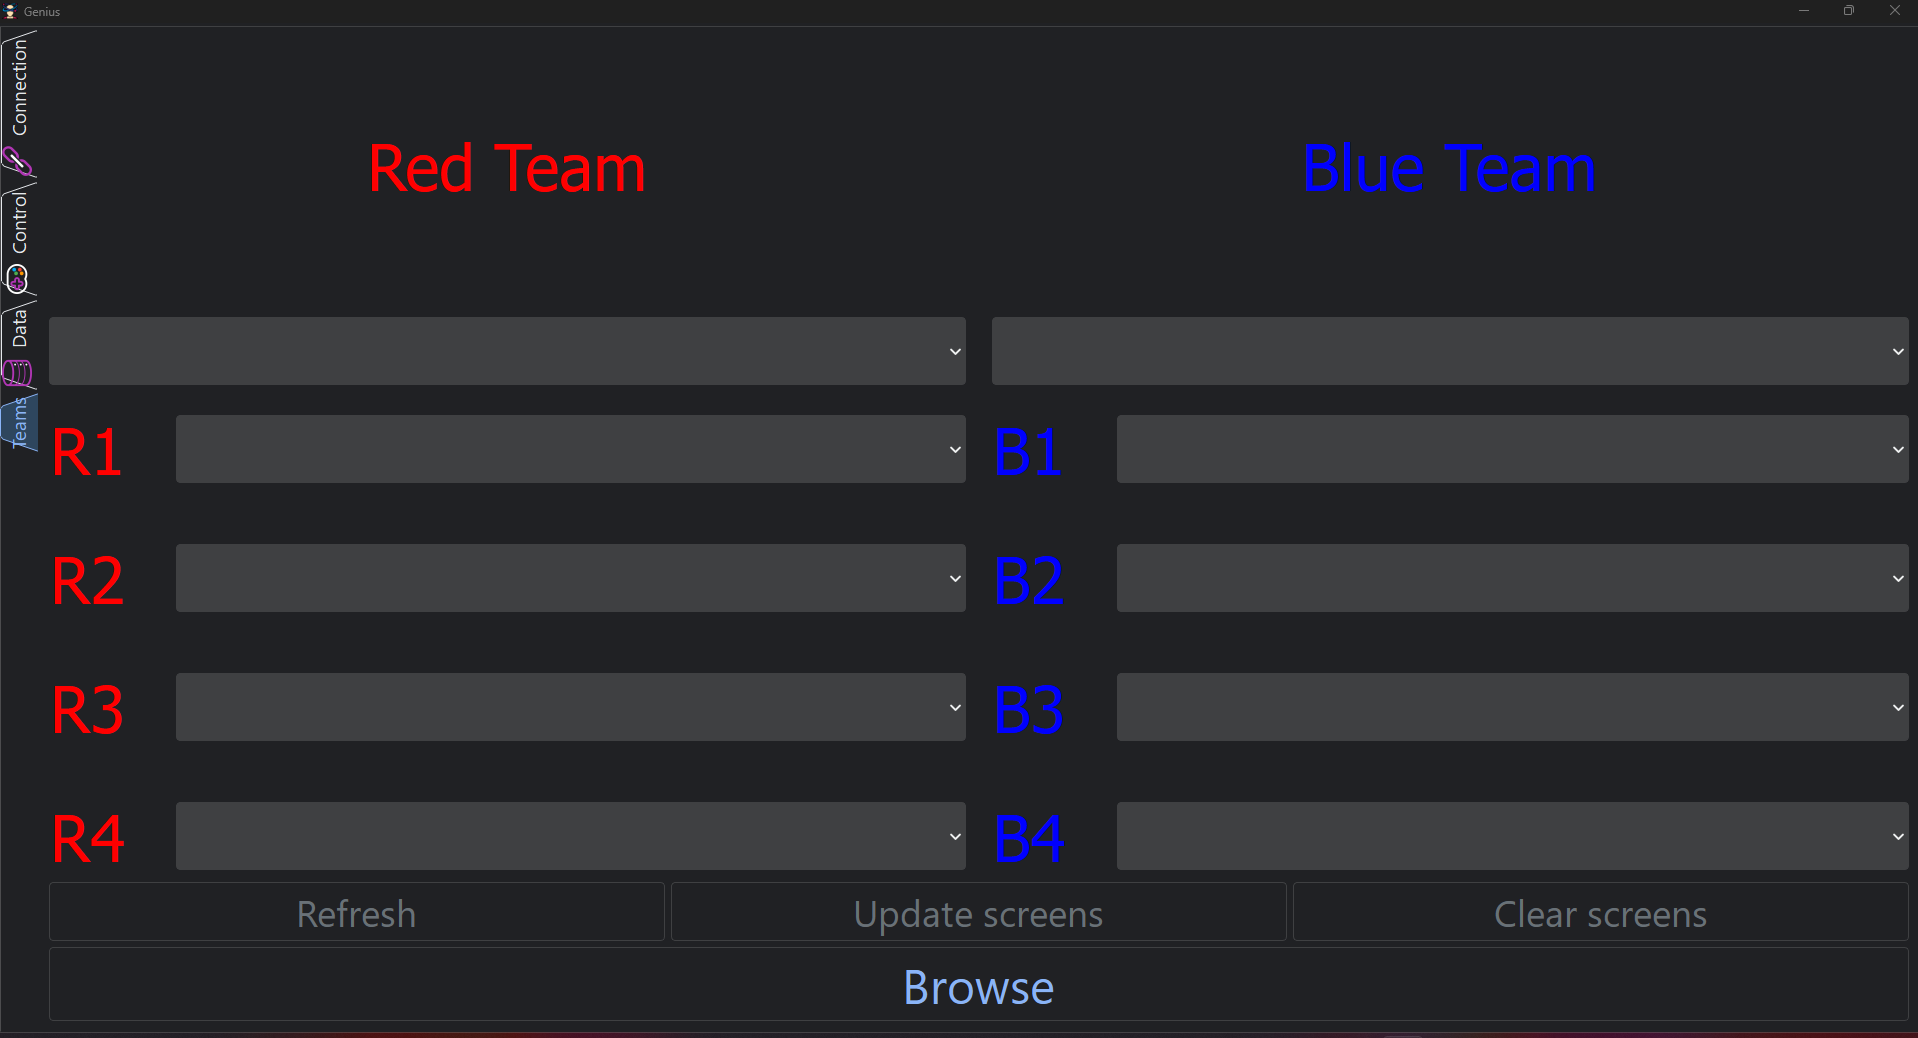 Genius
Connection
Control
Data
Teams
Red Team
Blue Team
R1
B1
R2
B2
R3
B3
R4
B4
Refresh
Update screens
Clear screens
Browse